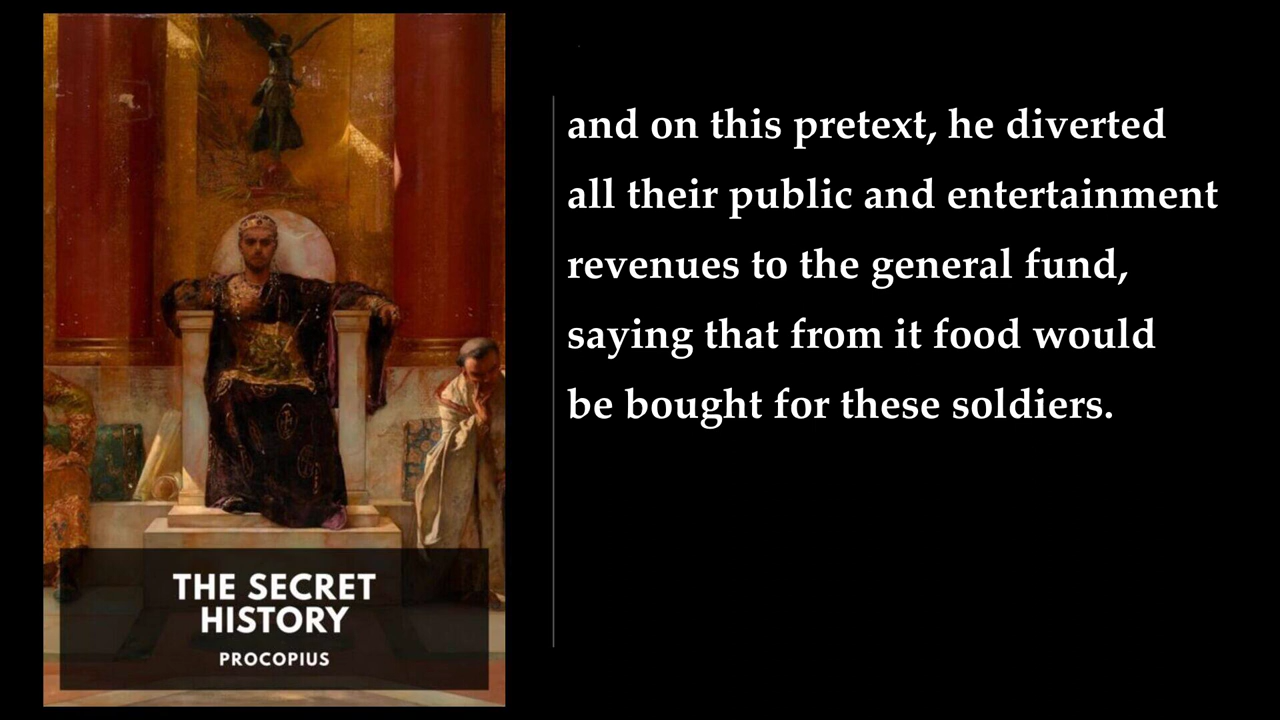 THE SECRET
HISTORY
PROCOPIUS
and on this pretext, he diverted
all their public and entertainment
revenues to the general fund,
saying that from it food would
be bought for these soldiers.